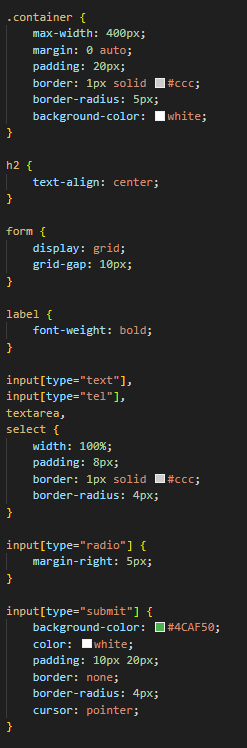 .container {
    max-width: 400px;
    margin: 0 auto;
    padding: 20px;
    border: 1px solid #ccc;
    border-radius: 5px;
    background-color: white;
}

h2 {
    text-align: center;
}

form {
    display: grid;
    grid-gap: 10px;
}

label {
    font-weight: bold;
}

input[type="text"],
input[type="tel"],
textarea,
select {
    width: 100%;
    padding: 8px;
    border: 1px solid #ccc;
    border-radius: 4px;
}

input[type="radio"] {
    margin-right: 5px;
}

input[type="submit"] {
    background-color: #4CAF50;
    color: white;
    padding: 10px 20px;
    border: none;
    border-radius: 4px;
    cursor: pointer;
}